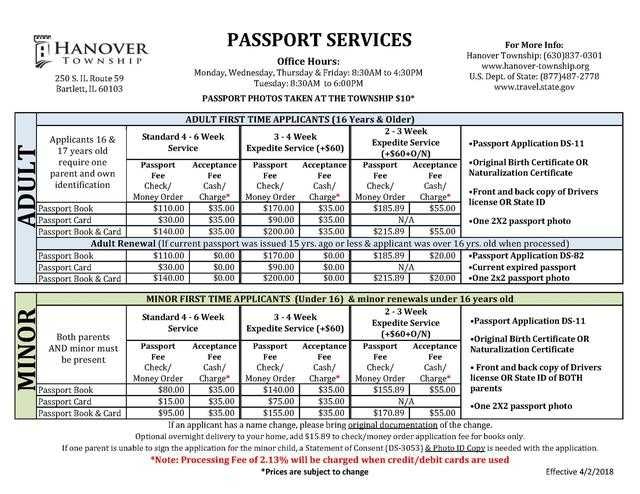 HANOVER
TOWNSHIP
250 S. IL Route 59
Bartlett, IL 60103
PASSPORT SERVICES
Office Hours:
Monday, Wednesday, Thursday & Friday: 8:30AM to 4:30PM
Tuesday: 8:30AM to 6:00PM
PASSPORT PHOTOS TAKEN AT THE TOWNSHIP $10*
For More Info:
Hanover Township: (630)837-0301
www.hanover-township.org
U.S. Dept. of State: (877)487-2778
www.travel.state.gov
ADULT
ADULT FIRST TIME APPLICANTS (16 Years & Older)
Applicants 16 &
17 years old
require one
parent and own
identification
Standard 4 - 6 Week
Service
3 - 4 Week
Expedite Service (+$60)
2 - 3 Week
Expedite Service
(+$60+O/N)
Passport Fee Check/ Money Order
Acceptance Fee Cash/ Charge*
Passport Fee Check/ Money Order
Acceptance Fee Cash/ Charge*
Passport Fee Check/ Money Order
Acceptance Fee Cash/ Charge*
•Passport Application DS-11
•Original Birth Certificate OR
Naturalization Certificate
•Front and back copy of Drivers
license OR State ID
•One 2X2 passport photo
Passport Book $110.00 $35.00 $170.00 $35.00 $185.89 $55.00
Passport Card $30.00 $35.00 $90.00 $35.00 N/A
Passport Book & Card $140.00 $35.00 $200.00 $35.00 $215.89 $55.00
Adult Renewal (If current passport was issued 15 yrs. ago or less & applicant was over 16 yrs. old when processed)
Passport Book $110.00 $0.00 $170.00 $0.00 $185.89 $20.00 •Passport Application DS-82
Passport Card $30.00 $0.00 $90.00 $0.00 N/A •Current expired passport
Passport Book & Card $140.00 $0.00 $200.00 $0.00 $215.89 $20.00 •One 2x2 passport photo
MINOR
MINOR FIRST TIME APPLICANTS (Under 16) & minor renewals under 16 years old
Both parents
AND minor must
be present
Standard 4 - 6 Week
Service
3 - 4 Week
Expedite Service (+$60)
2 - 3 Week
Expedite Service
(+$60+O/N)
Passport Fee Check/ Money Order
Acceptance Fee Cash/ Charge*
Passport Fee Check/ Money Order
Acceptance Fee Cash/ Charge*
Passport Fee Check/ Money Order
Acceptance Fee Cash/ Charge*
•Passport Application DS-11
•Original Birth Certificate OR
Naturalization Certificate
• Front and back copy of Drivers
license OR State ID of BOTH
parents
•One 2X2 passport photo
Passport Book $80.00 $35.00 $140.00 $35.00 $155.89 $55.00
Passport Card $15.00 $35.00 $75.00 $35.00 N/A
Passport Book & Card $95.00 $35.00 $155.00 $35.00 $170.89 $55.00
If an applicant has a name change, please bring original documentation of the change.
Optional overnight delivery to your home, add $15.89 to check/money order application fee for books only.
If one parent is unable to sign the application for the minor child, a Statement of Consent (DS-3053) & Photo ID Copy is needed with the application.
*Note: Processing Fee of 2.13% will be charged when credit/debit cards are used
*Prices are subject to change
Effective 4/2/2018